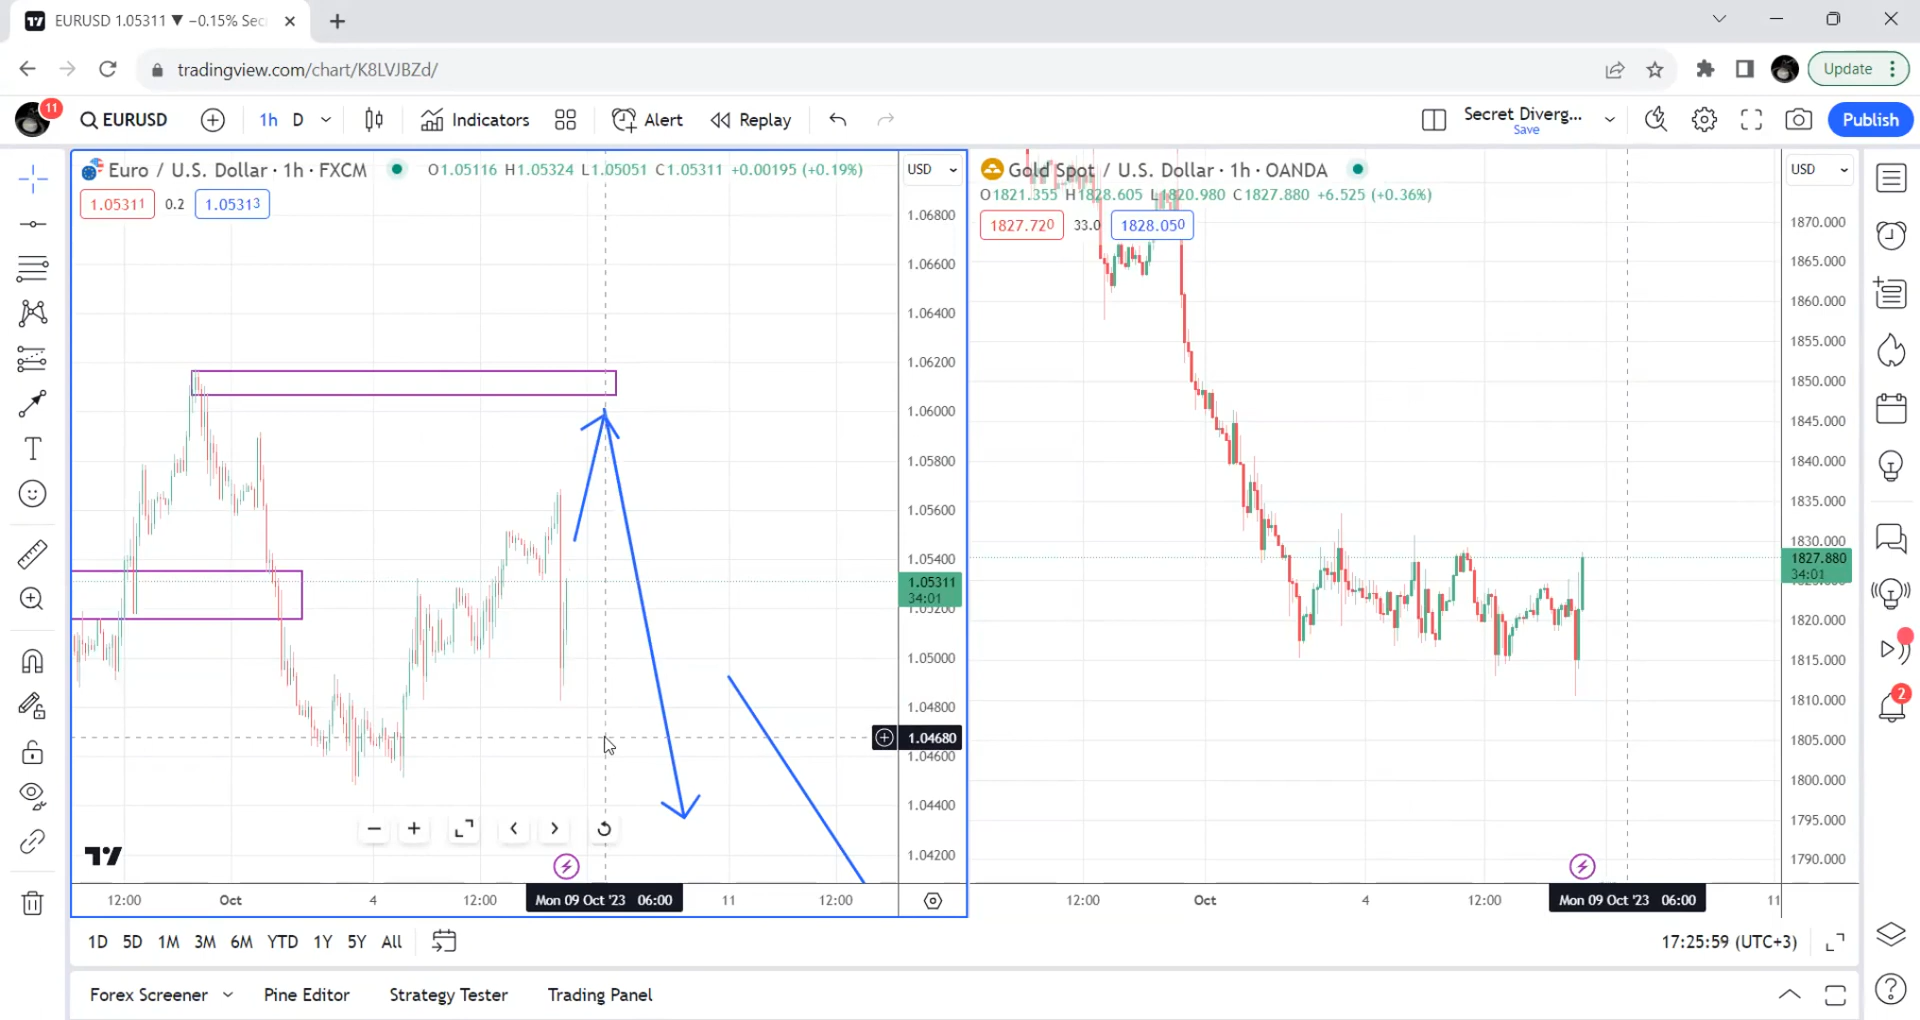 EURUSD 1.05311 ▼ −0.15% Sec
tradingview.com/chart/K8LVJBZd/
Update
11
EURUSD
1h D
Indicators
Alert
Replay
Secret Diverg...
Save
Publish
Euro / U.S. Dollar · 1h · FXCM
O1.05116 H1.05324 L1.05051 C1.05311 +0.00195 (+0.19%)
USD
1.05311 0.2 1.05313
1.06800
1.06600
1.06400
1.06200
1.06000
1.05800
1.05600
1.05400
1.05311
34:01
1.05200
1.05000
1.04800
1.04680
1.04600
1.04400
1.04200
12:00 Oct 4 12:00 Mon 09 Oct '23 06:00 11 12:00
Gold Spot / U.S. Dollar · 1h · OANDA
O1821.355 H1828.605 L1820.980 C1827.880 +6.525 (+0.36%)
USD
1827.720 33.0 1828.050
1870.000
1865.000
1860.000
1855.000
1850.000
1845.000
1840.000
1835.000
1830.000
1827.880
34:01
1820.000
1815.000
1810.000
1805.000
1800.000
1795.000
1790.000
12:00 Oct 4 12:00 Mon 09 Oct '23 06:00 11
2
1D 5D 1M 3M 6M YTD 1Y 5Y All
17:25:59 (UTC+3)
Forex Screener Pine Editor Strategy Tester Trading Panel